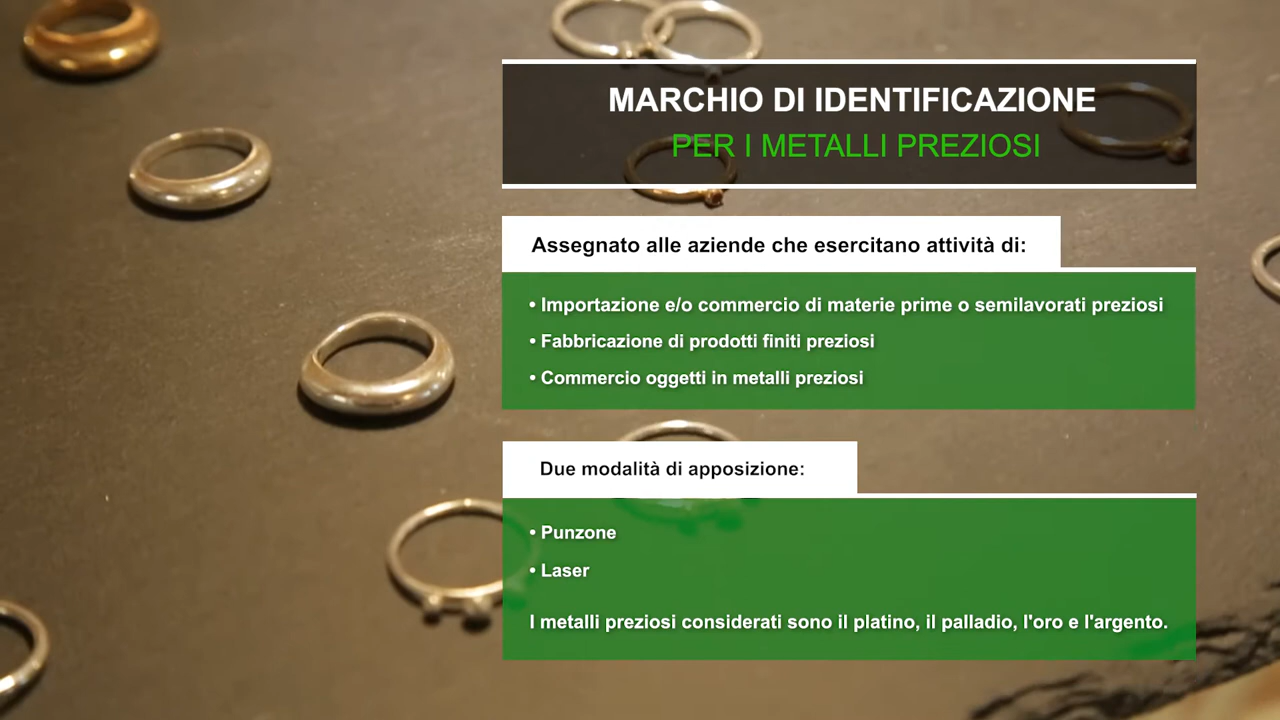 MARCHIO DI IDENTIFICAZIONE
PER I METALLI PREZIOSI
Assegnato alle aziende che esercitano attività di:
• Importazione e/o commercio di materie prime o semilavorati preziosi
• Fabbricazione di prodotti finiti preziosi
• Commercio oggetti in metalli preziosi
Due modalità di apposizione:
• Punzone
• Laser
I metalli preziosi considerati sono il platino, il palladio, l'oro e l'argento.